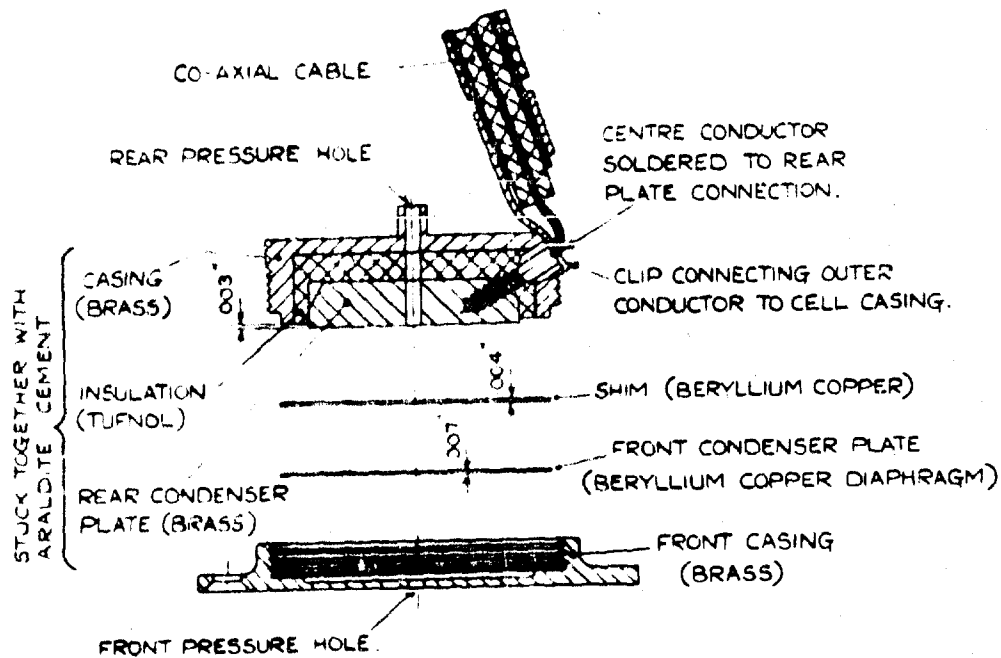 CO-AXIAL CABLE
REAR PRESSURE HOLE
CENTRE CONDUCTOR
SOLDERED TO REAR
PLATE CONNECTION.
CASING
(BRASS)
.003"
CLIP CONNECTING OUTER
CONDUCTOR TO CELL CASING.
STUCK TOGETHER WITH
ARALDITE CEMENT
INSULATION
(TUFNOL)
.004"
SHIM (BERYLLIUM COPPER)
.007
FRONT CONDENSER PLATE
(BERYLLIUM COPPER DIAPHRAGM)
REAR CONDENSER
PLATE (BRASS)
FRONT CASING
(BRASS)
FRONT PRESSURE HOLE.